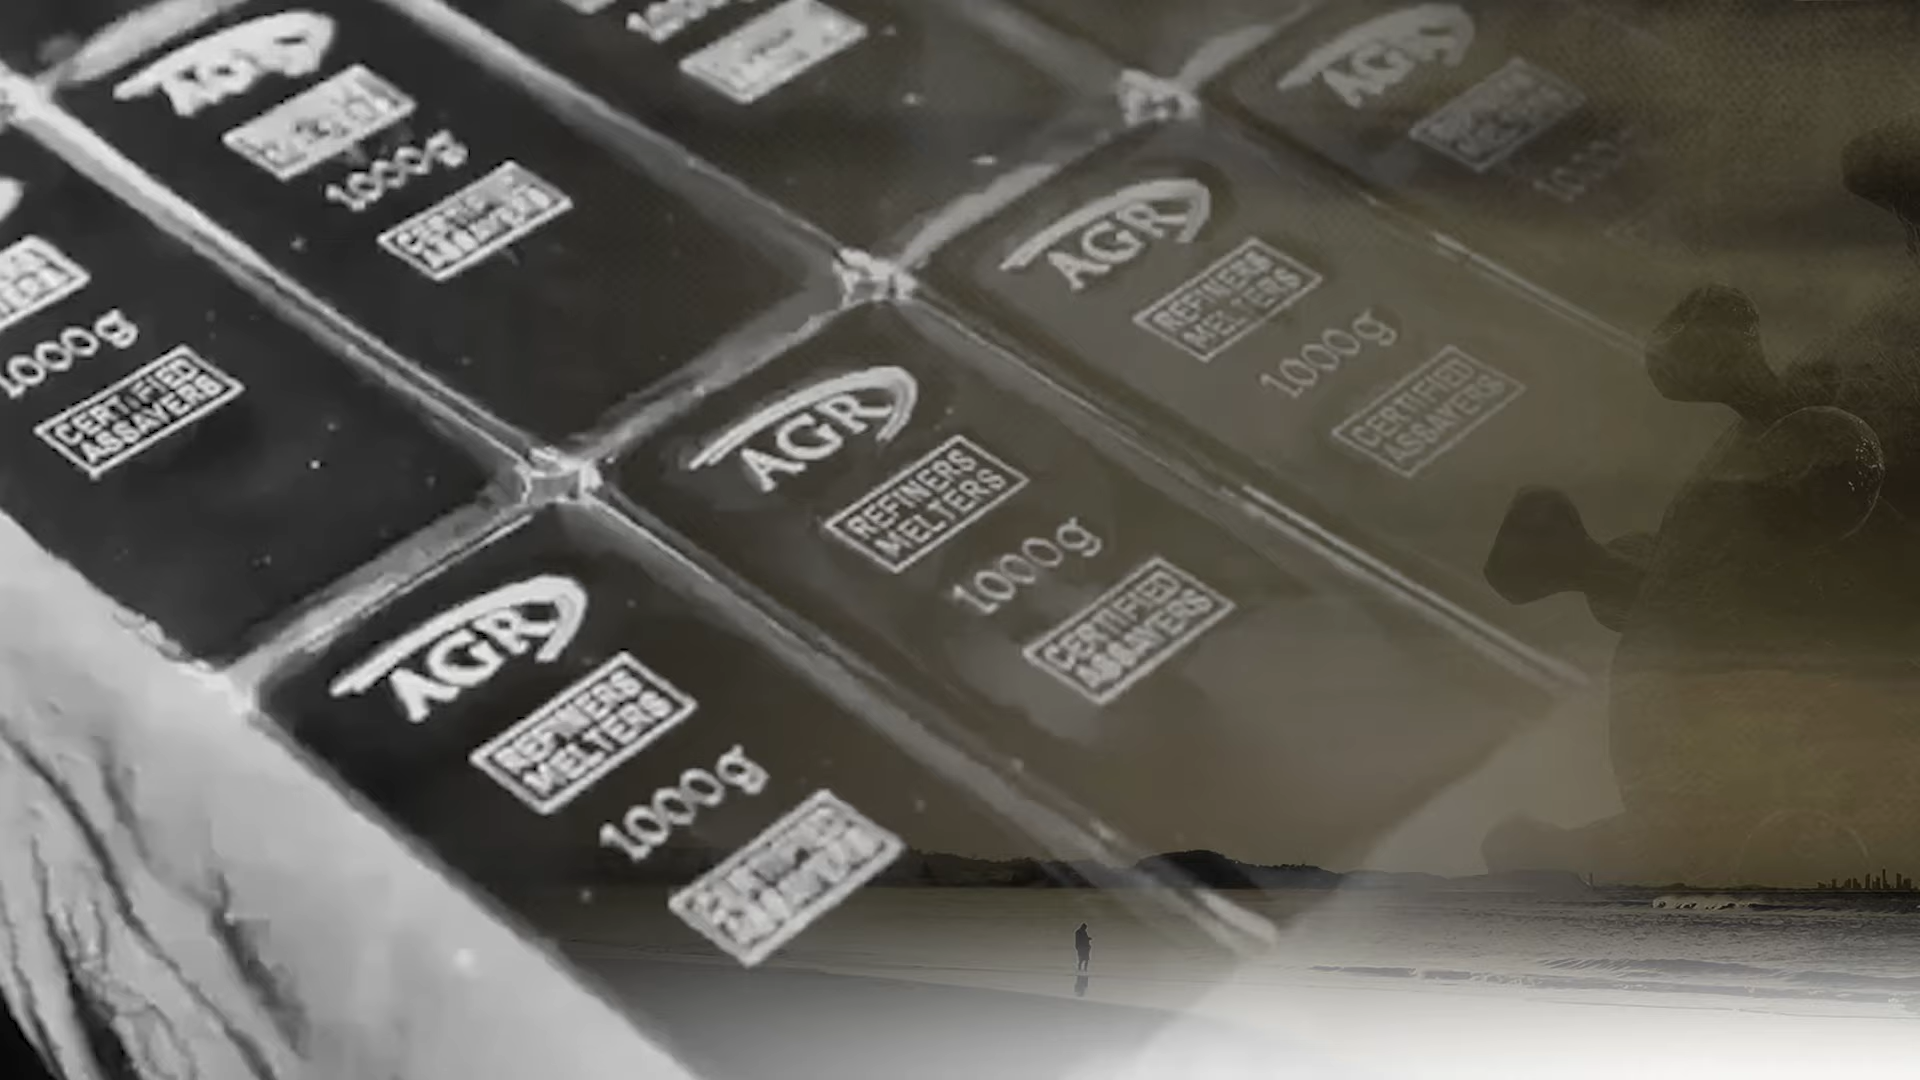 1000g
CERTIFIED
ASSAYERS
AGR
1000g
CERTIFIED
ASSAYERS
AGR
REFINERS
MELTERS
1000g
CERTIFIED
ASSAYERS
AGR
REFINERS
MELTERS
1000g
CERTIFIED
ASSAYERS
AGR
REFINERS
MELTERS
1000g
AGR